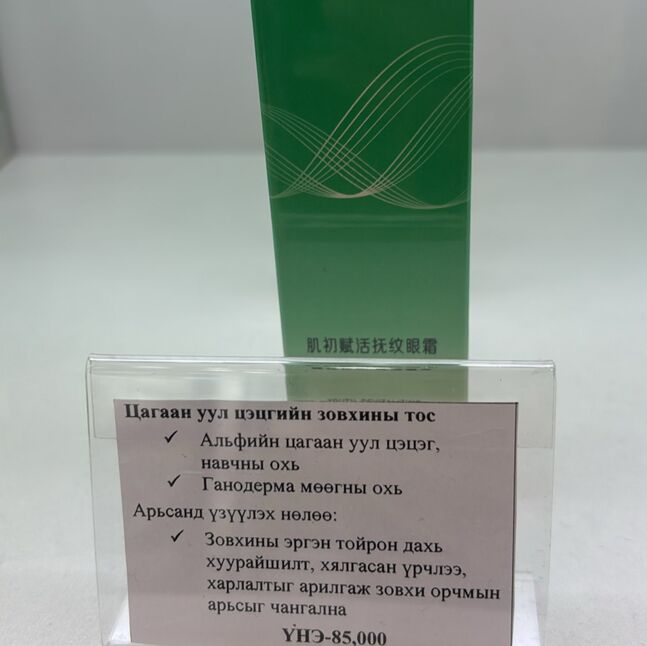 肌初赋活抚纹眼霜
Цагаан уул цэцгийн зовхины тос
✓ Альфийн цагаан уул цэцэг,
навчны охь
✓ Ганодерма мөөгны охь
Арьсанд үзүүлэх нөлөө:
✓ Зовхины эргэн тойрон дахь
хуурайшилт, хялгасан үрчлээ,
харлалтыг арилгаж зовхи орчмын
арьсыг чангална
ҮНЭ-85,000